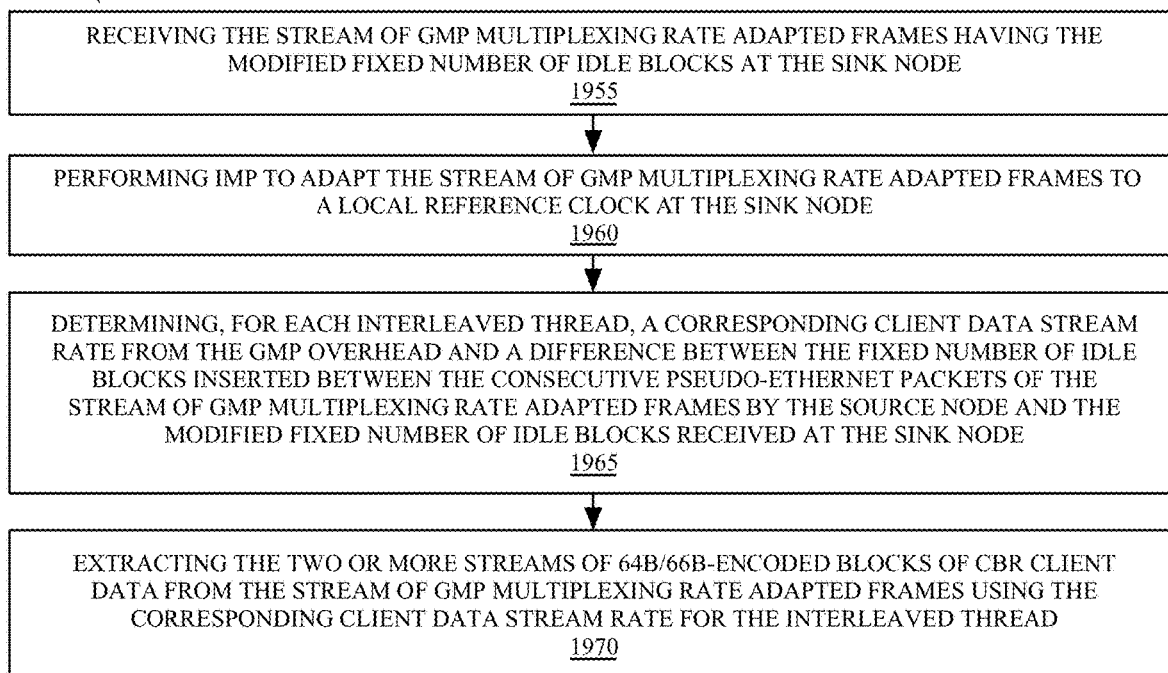 RECEIVING THE STREAM OF GMP MULTIPLEXING RATE ADAPTED FRAMES HAVING THE
MODIFIED FIXED NUMBER OF IDLE BLOCKS AT THE SINK NODE
1955
PERFORMING IMP TO ADAPT THE STREAM OF GMP MULTIPLEXING RATE ADAPTED FRAMES TO
A LOCAL REFERENCE CLOCK AT THE SINK NODE
1960
DETERMINING, FOR EACH INTERLEAVED THREAD, A CORRESPONDING CLIENT DATA STREAM
RATE FROM THE GMP OVERHEAD AND A DIFFERENCE BETWEEN THE FIXED NUMBER OF IDLE
BLOCKS INSERTED BETWEEN THE CONSECUTIVE PSEUDO-ETHERNET PACKETS OF THE
STREAM OF GMP MULTIPLEXING RATE ADAPTED FRAMES BY THE SOURCE NODE AND THE
MODIFIED FIXED NUMBER OF IDLE BLOCKS RECEIVED AT THE SINK NODE
1965
EXTRACTING THE TWO OR MORE STREAMS OF 64B/66B-ENCODED BLOCKS OF CBR CLIENT
DATA FROM THE STREAM OF GMP MULTIPLEXING RATE ADAPTED FRAMES USING THE
CORRESPONDING CLIENT DATA STREAM RATE FOR THE INTERLEAVED THREAD
1970